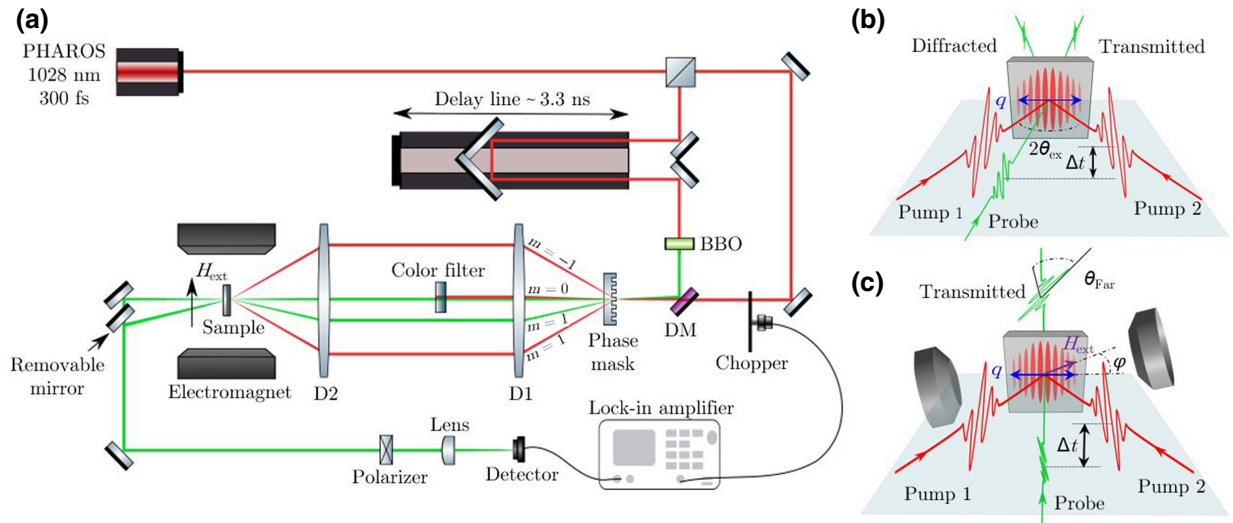 (a)
PHAROS
1028 nm
300 fs
Delay line ~ 3.3 ns
BBO
m = −1
m = 0
m = 1
m = 1
Color filter
H_ext
Sample
Removable
mirror
Electromagnet
D2
D1
Phase
mask
DM
Chopper
Lock-in amplifier
Lens
Polarizer
Detector
(b)
Diffracted
Transmitted
q
2θ_ex
Δt
Pump 1
Probe
Pump 2
(c)
Transmitted
θ_Far
H_ext
q
φ
Δt
Pump 1
Pump 2
Probe